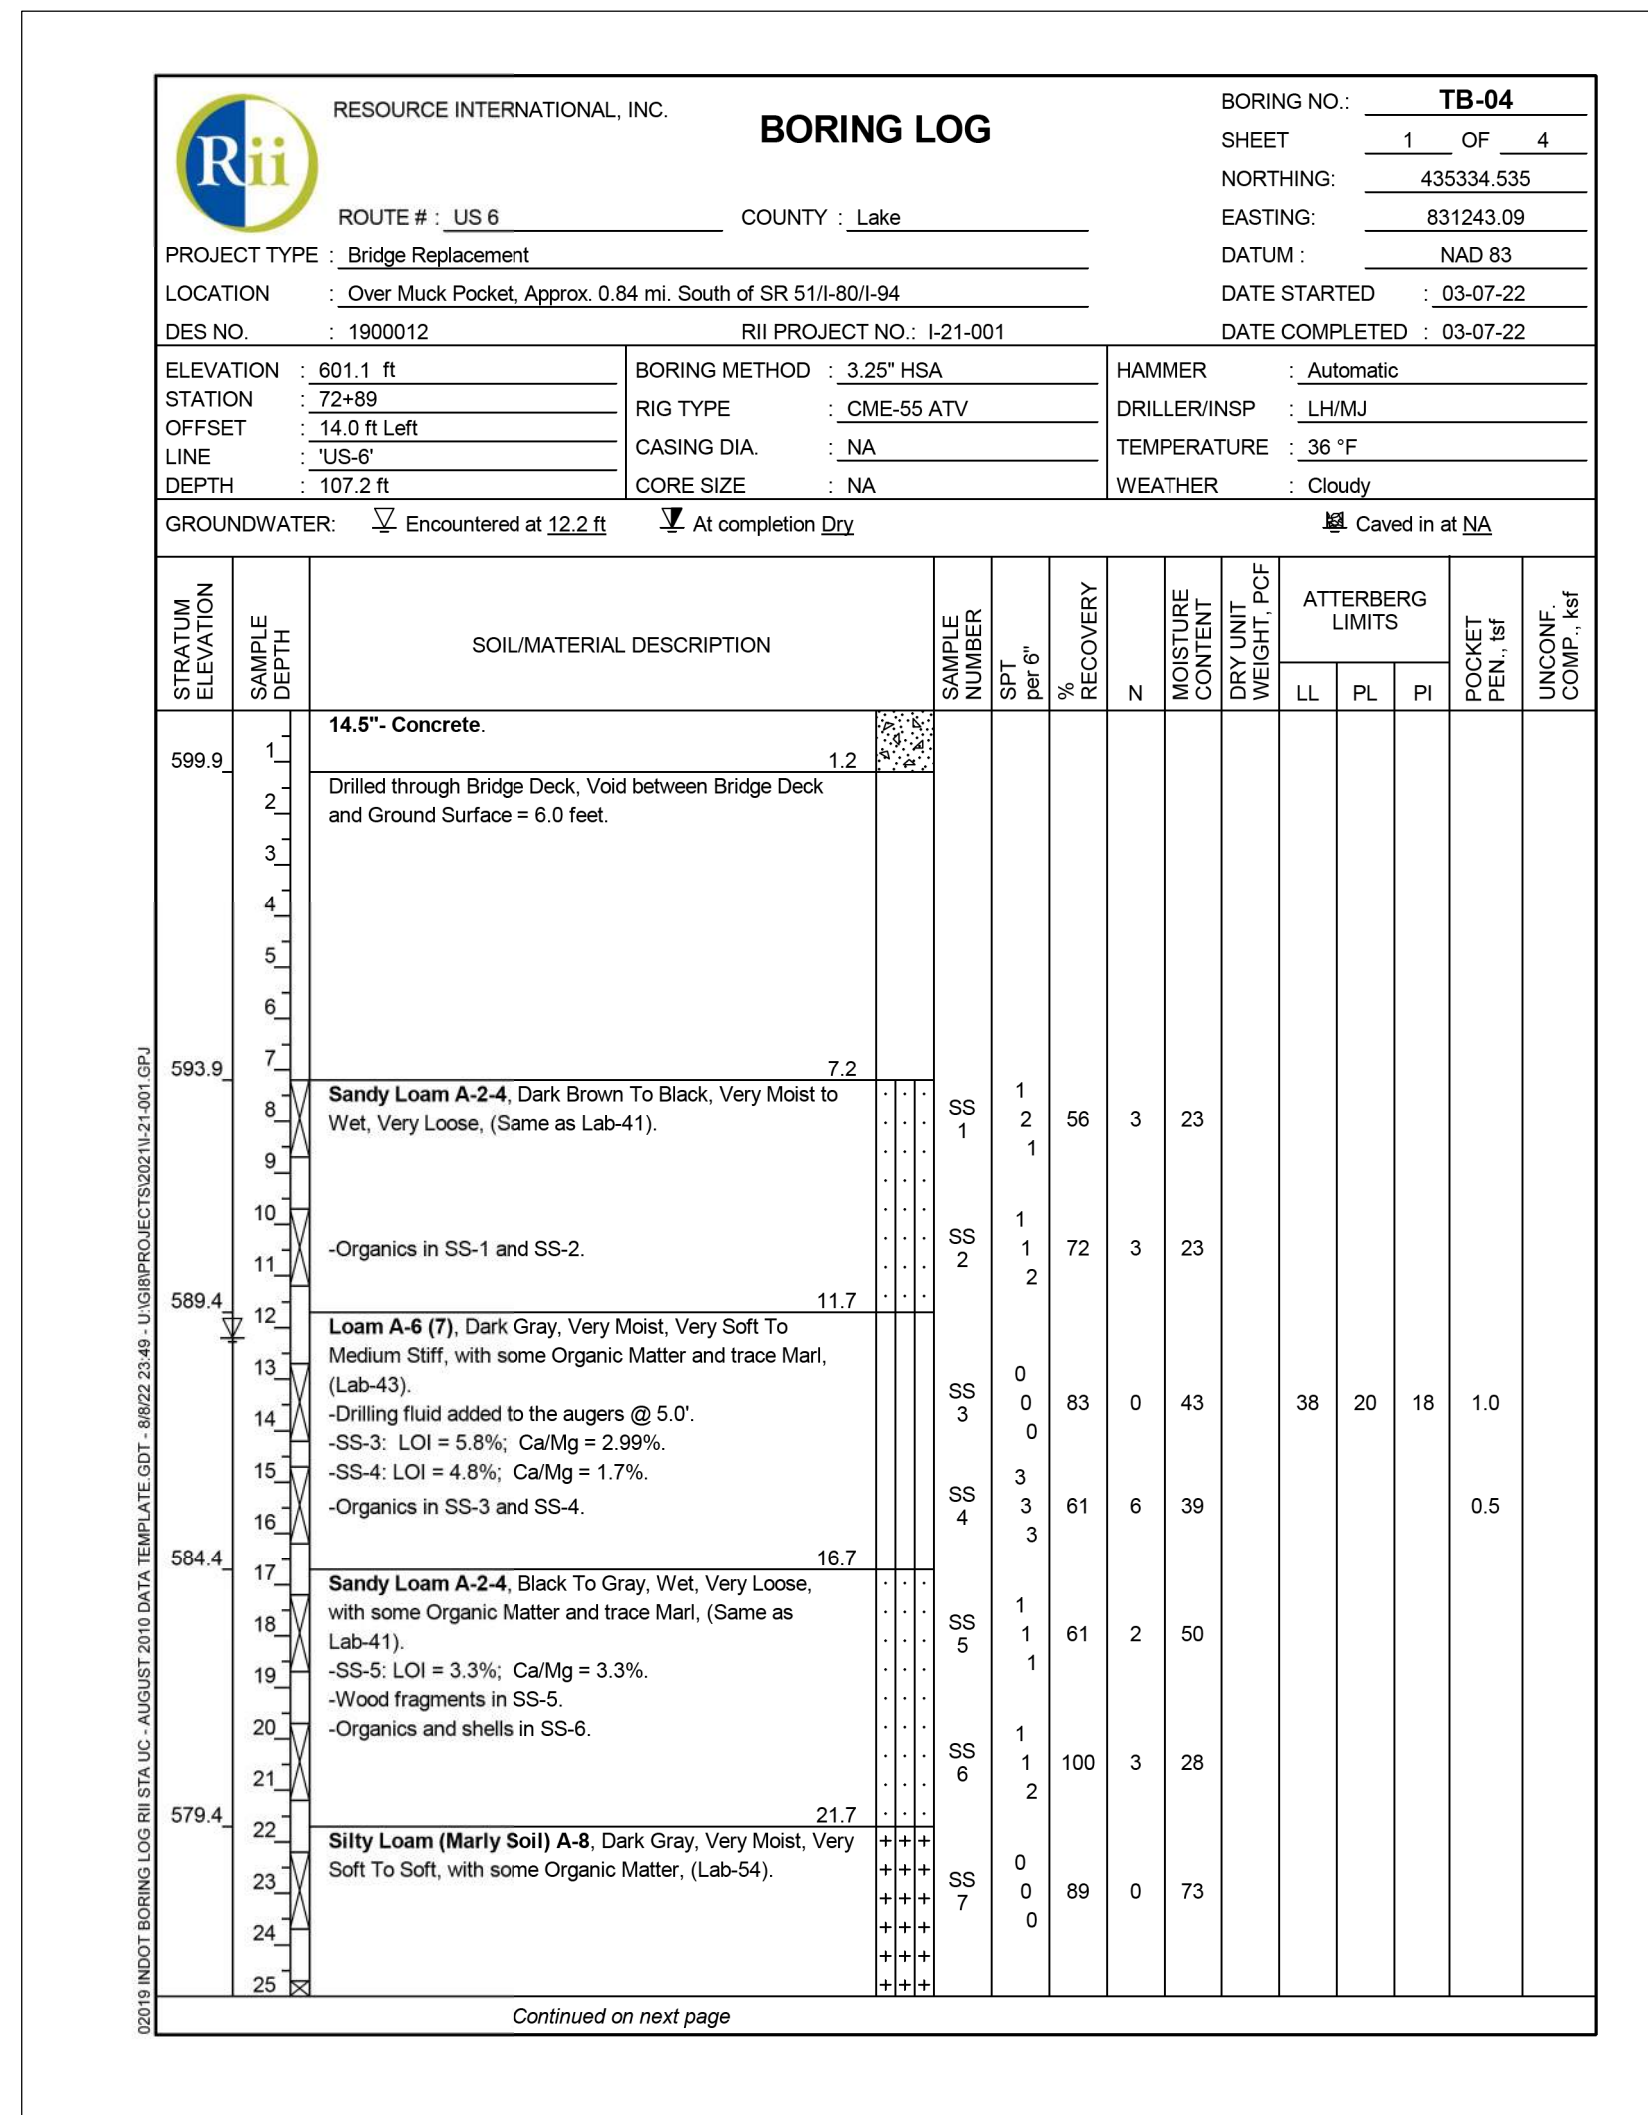 Rii
RESOURCE INTERNATIONAL, INC.
BORING LOG
BORING NO.: TB-04
SHEET 1 OF 4
NORTHING: 435334.535
ROUTE # : US 6 COUNTY : Lake
EASTING: 831243.09
PROJECT TYPE : Bridge Replacement
DATUM : NAD 83
LOCATION : Over Muck Pocket, Approx. 0.84 mi. South of SR 51/I-80/I-94
DATE STARTED : 03-07-22
DES NO. : 1900012 RII PROJECT NO.: I-21-001
DATE COMPLETED : 03-07-22
ELEVATION : 601.1 ft
STATION : 72+89
OFFSET : 14.0 ft Left
LINE : 'US-6'
DEPTH : 107.2 ft
BORING METHOD : 3.25" HSA
RIG TYPE : CME-55 ATV
CASING DIA. : NA
CORE SIZE : NA
HAMMER : Automatic
DRILLER/INSP : LH/MJ
TEMPERATURE : 36 °F
WEATHER : Cloudy
GROUNDWATER: Encountered at 12.2 ft At completion Dry Caved in at NA
STRATUM ELEVATION
SAMPLE DEPTH
SOIL/MATERIAL DESCRIPTION
SAMPLE NUMBER
SPT per 6"
% RECOVERY
N
MOISTURE CONTENT
DRY UNIT WEIGHT, PCF
ATTERBERG LIMITS
LL PL PI
POCKET PEN., tsf
UNCONF. COMP., ksf
14.5"- Concrete.
1
599.9 1.2
Drilled through Bridge Deck, Void between Bridge Deck
2
and Ground Surface = 6.0 feet.
3
4
5
6
7
593.9 7.2
Sandy Loam A-2-4, Dark Brown To Black, Very Moist to
Wet, Very Loose, (Same as Lab-41).
8
SS 1 1 2 1 56 3 23
9
10
-Organics in SS-1 and SS-2.
SS 2 1 1 2 72 3 23
11
589.4 11.7
12
Loam A-6 (7), Dark Gray, Very Moist, Very Soft To
Medium Stiff, with some Organic Matter and trace Marl,
13
(Lab-43).
SS 3 0 0 0 83 0 43 38 20 18 1.0
-Drilling fluid added to the augers @ 5.0'.
14
-SS-3: LOI = 5.8%; Ca/Mg = 2.99%.
15
-SS-4: LOI = 4.8%; Ca/Mg = 1.7%.
-Organics in SS-3 and SS-4.
SS 4 3 3 3 61 6 39 0.5
16
584.4 16.7
17
Sandy Loam A-2-4, Black To Gray, Wet, Very Loose,
with some Organic Matter and trace Marl, (Same as
18
Lab-41).
SS 5 1 1 1 61 2 50
-SS-5: LOI = 3.3%; Ca/Mg = 3.3%.
19
-Wood fragments in SS-5.
20
-Organics and shells in SS-6.
SS 6 1 1 2 100 3 28
21
579.4 21.7
22
Silty Loam (Marly Soil) A-8, Dark Gray, Very Moist, Very
Soft To Soft, with some Organic Matter, (Lab-54).
23
SS 7 0 0 0 89 0 73
24
25
Continued on next page
02019 INDOT BORING LOG RII STA UC - AUGUST 2010 DATA TEMPLATE.GDT - 8/8/22 23:49 - U:\GI8\PROJECTS\2021\I-21-001.GPJ